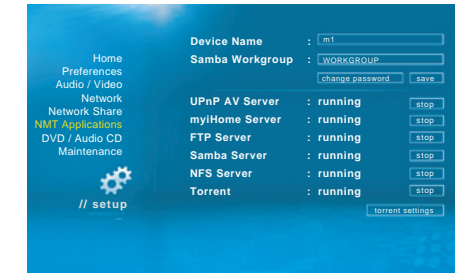 Home
Preferences
Audio / Video
Network
Network Share
NMT Applications
DVD / Audio CD
Maintenance
// setup
Device Name : m1
Samba Workgroup : WORKGROUP
change password save
UPnP AV Server : running stop
myiHome Server : running stop
FTP Server : running stop
Samba Server : running stop
NFS Server : running stop
Torrent : running stop
torrent settings